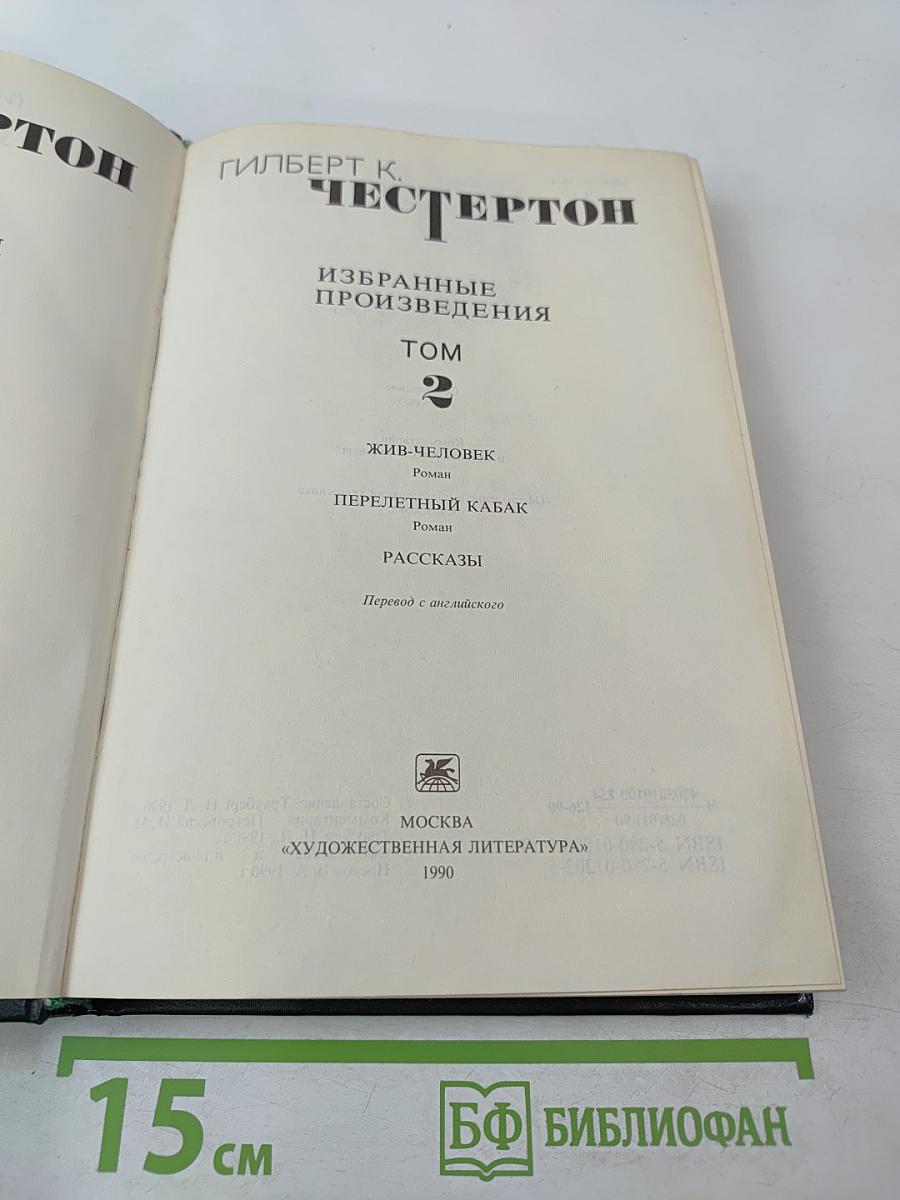 РТОН
ГИЛБЕРТ К.
ЧЕСТЕРТОН
ИЗБРАННЫЕ
ПРОИЗВЕДЕНИЯ
ТОМ
2
ЖИВ-ЧЕЛОВЕК
Роман
ПЕРЕЛЕТНЫЙ КАБАК
Роман
РАССКАЗЫ
Перевод с английского
МОСКВА
«ХУДОЖЕСТВЕННАЯ ЛИТЕРАТУРА»
1990
15 см
БФ БИБЛИОФАН